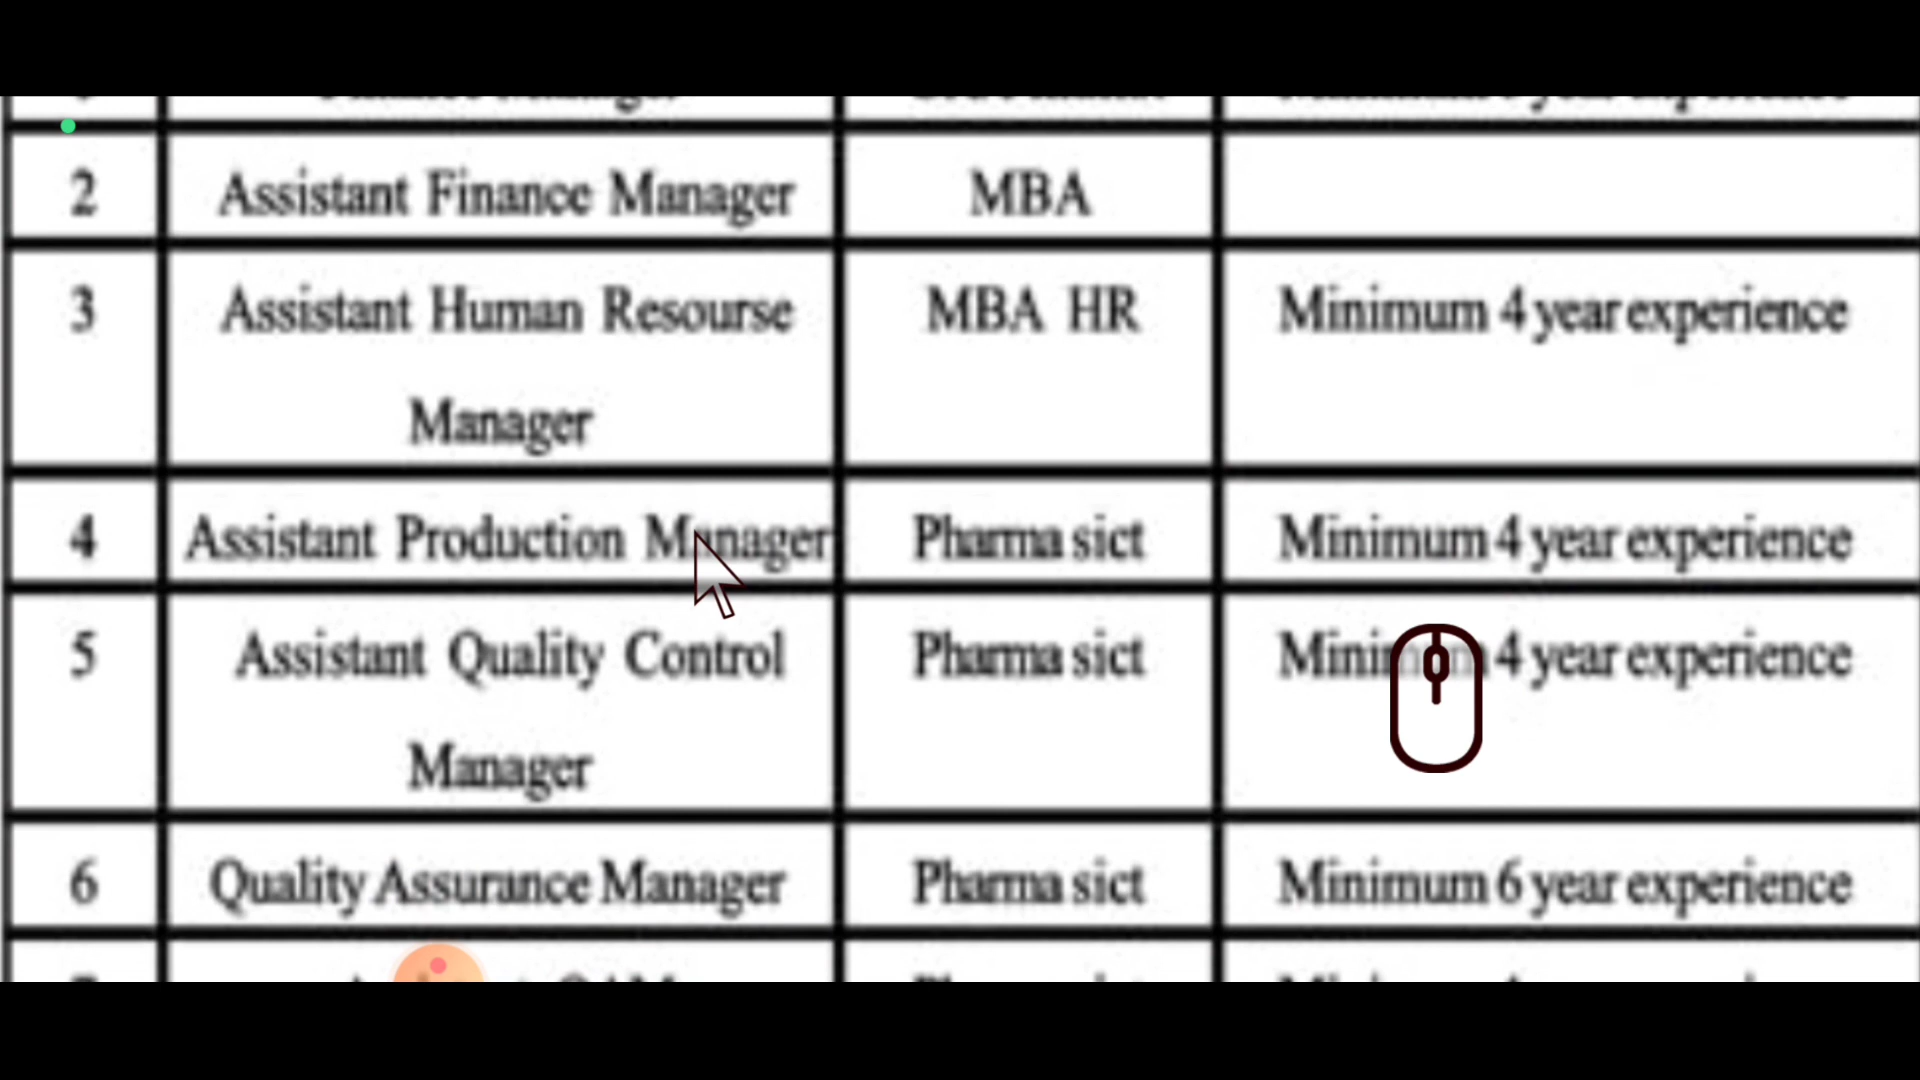 2 Assistant Finance Manager MBA
3 Assistant Human Resourse MBA HR Minimum 4 year experience
Manager
4 Assistant Production Manager Pharma sict Minimum 4 year experience
5 Assistant Quality Control Pharma sict Minimum 4 year experience
Manager
6 Quality Assurance Manager Pharma sict Minimum 6 year experience